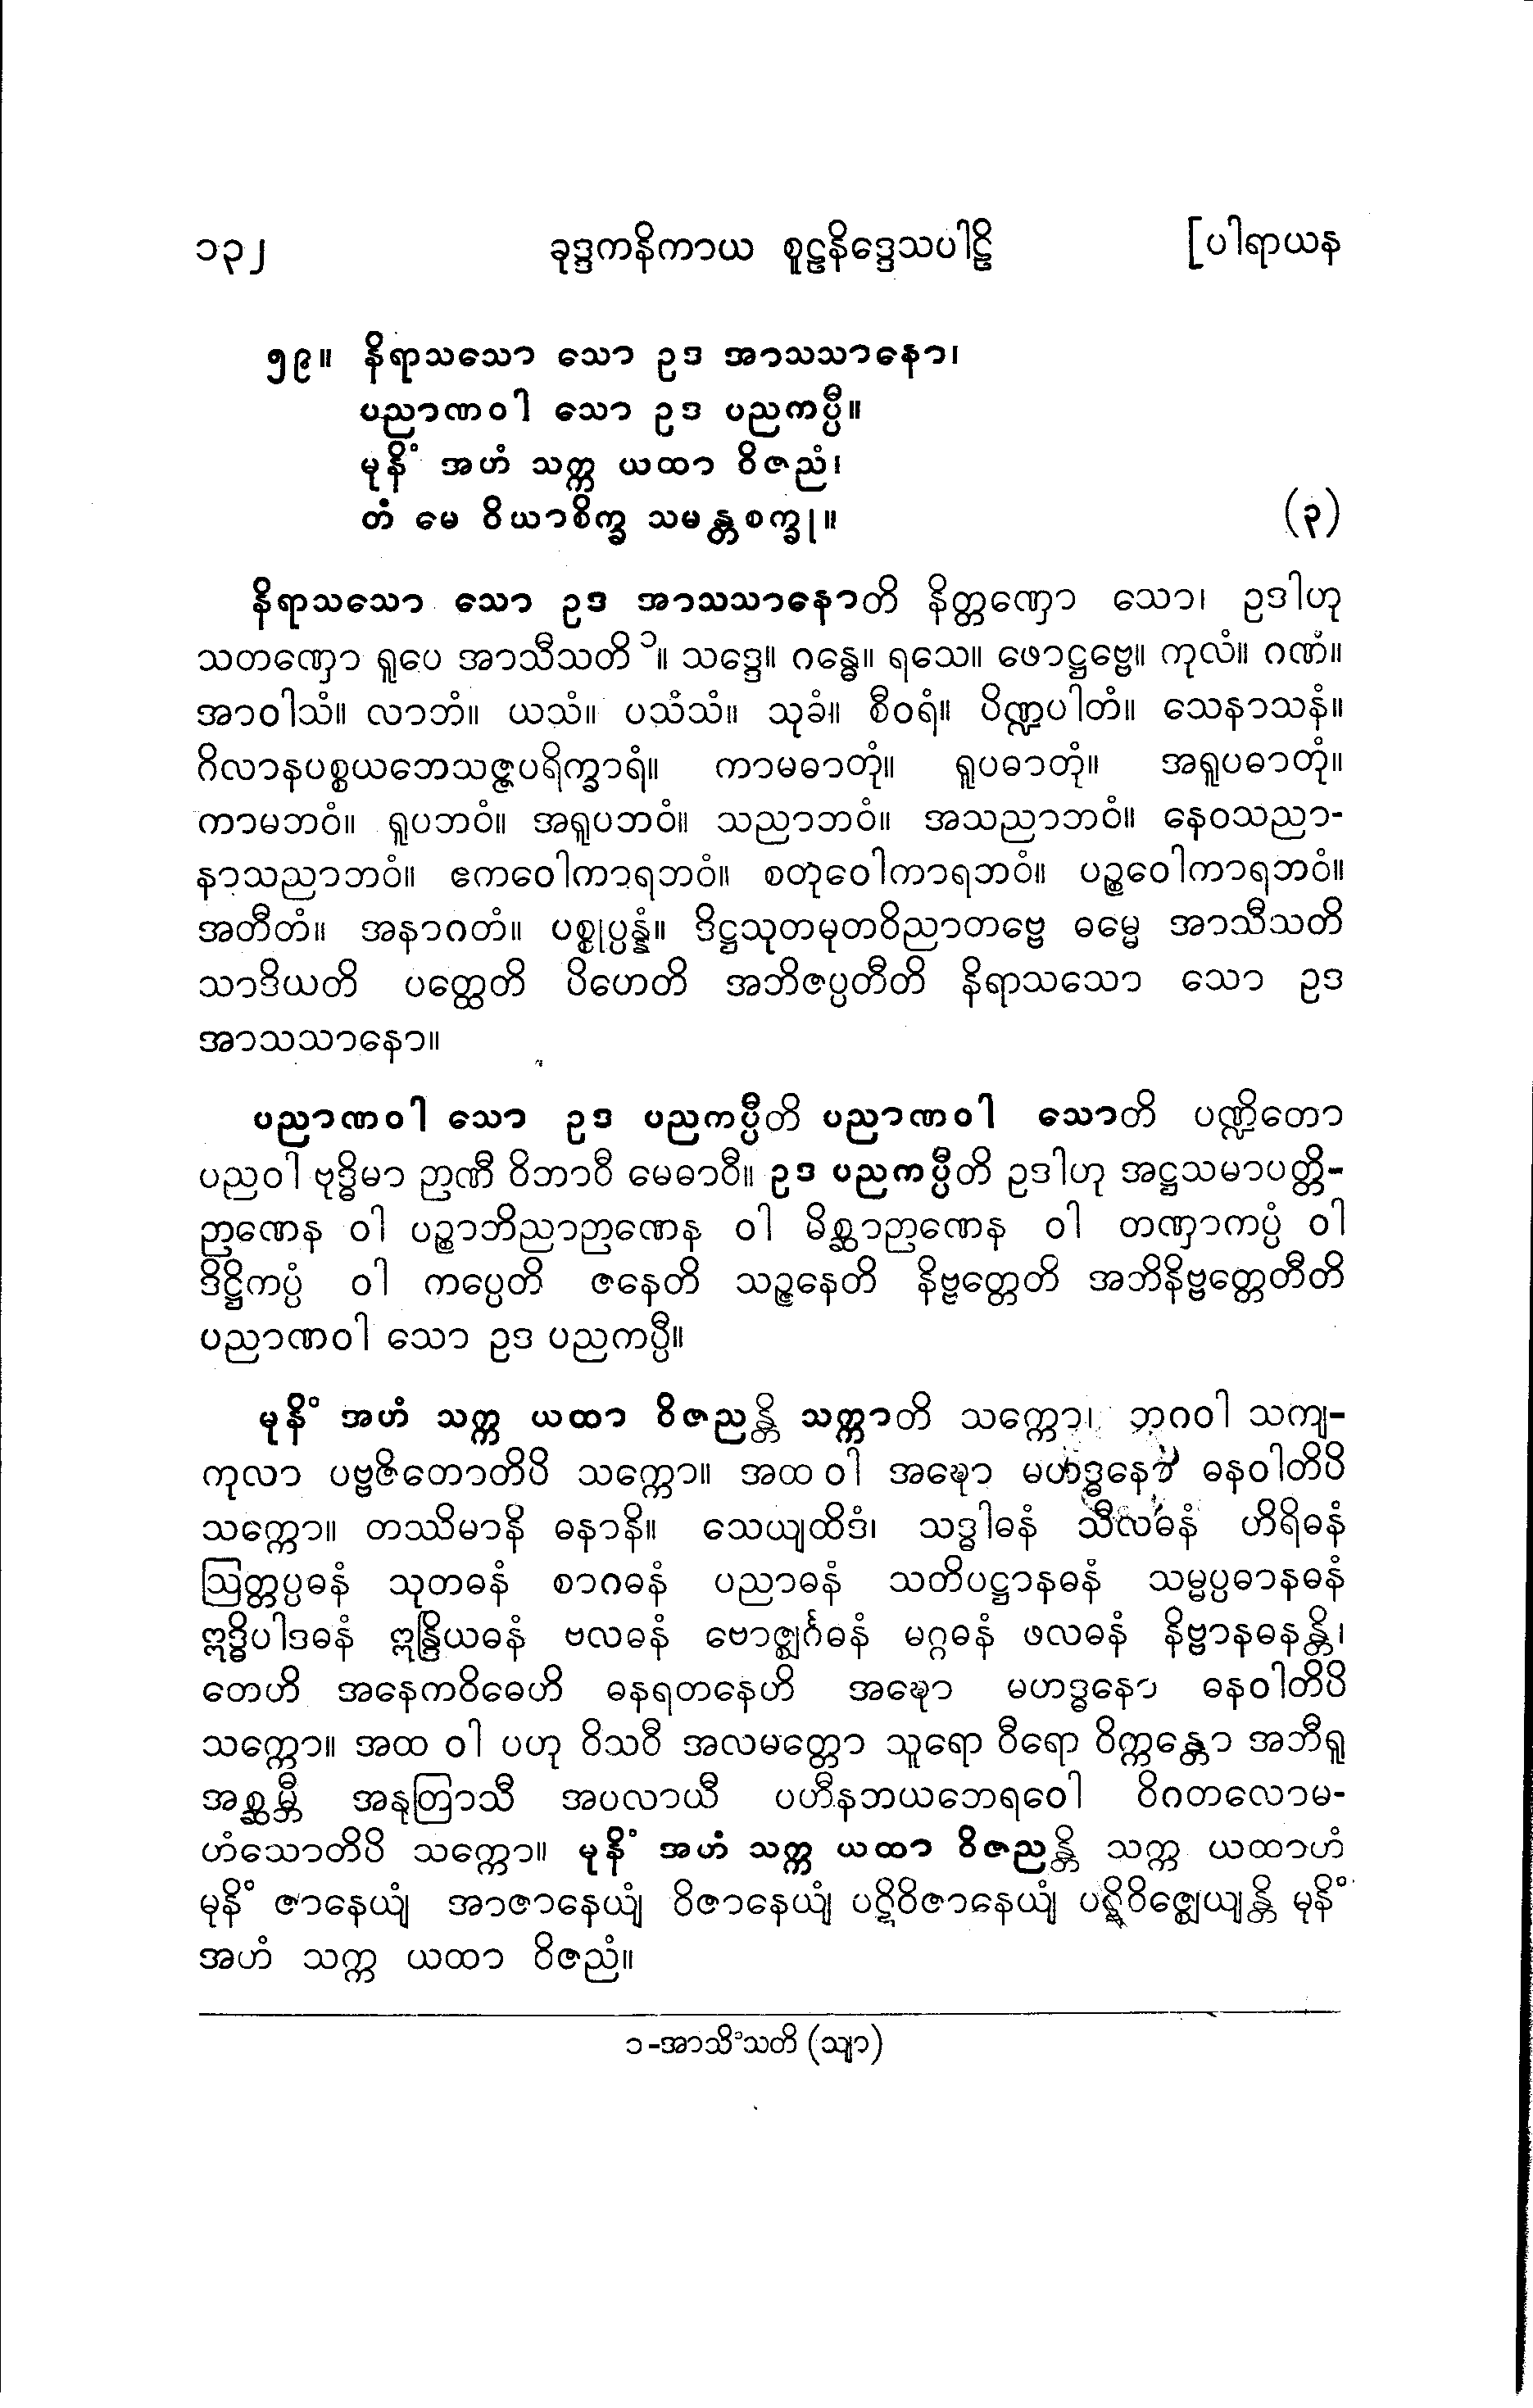 ၁၃၂ ခုဒ္ဒကနိကာယ စူဠနိဒ္ဒေသပါဠိ [ပါရာယန
၅၉။ နိရာသသော သော ဥဒ အာသသာနော၊
ပညာဏဝါ သော ဥဒ ပညကပ္ပီ။
မုနိံ အဟံ သက္က ယထာ ဝိဇညံ၊
တံ မေ ဝိယာစိက္ခ သမန္တစက္ခု။ (၃)
နိရာသသော သော ဥဒ အာသသာနောတိ နိတ္တဏှော သော၊ ဥဒါဟု
သတဏှော ရူပေ အာသီသတိ ၁။ သဒ္ဒေ။ ဂန္ဓေ။ ရသေ။ ဖောဋ္ဌဗ္ဗေ။ ကုလံ။ ဂဏံ။
အာဝါသံ။ လာဘံ။ ယသံ။ ပသံသံ။ သုခံ။ စီဝရံ။ ပိဏ္ဍပါတံ။ သေနာသနံ။
ဂိလာနပစ္စယဘေသဇ္ဇပရိက္ခာရံ။ ကာမဓာတုံ။ ရူပဓာတုံ။ အရူပဓာတုံ။
ကာမဘဝံ။ ရူပဘဝံ။ အရူပဘဝံ။ သညာဘဝံ။ အသညာဘဝံ။ နေဝသညာ-
နာသညာဘဝံ။ ဧကဝေါကာရဘဝံ။ စတုဝေါကာရဘဝံ။ ပဉ္စဝေါကာရဘဝံ။
အတီတံ။ အနာဂတံ။ ပစ္စုပ္ပန္နံ။ ဒိဋ္ဌသုတမုတဝိညာတဗ္ဗေ ဓမ္မေ အာသီသတိ
သာဒိယတိ ပတ္ထေတိ ပိဟေတိ အဘိဇပ္ပတီတိ နိရာသသော သော ဥဒ
အာသသာနော။
ပညာဏဝါ သော ဥဒ ပညကပ္ပီတိ ပညာဏဝါ သောတိ ပဏ္ဍိတော
ပညဝါ ဗုဒ္ဓိမာ ဉာဏီ ဝိဘာဝီ မေဓာဝီ။ ဥဒ ပညကပ္ပီတိ ဥဒါဟု အဋ္ဌသမာပတ္တိ-
ဉာဏေန ဝါ ပဉ္စာဘိညာဉာဏေန ဝါ မိစ္ဆာဉာဏေန ဝါ တဏှာကပ္ပံ ဝါ
ဒိဋ္ဌိကပ္ပံ ဝါ ကပ္ပေတိ ဇနေတိ သဉ္ဇနေတိ နိဗ္ဗတ္တေတိ အဘိနိဗ္ဗတ္တေတီတိ
ပညာဏဝါ သော ဥဒ ပညကပ္ပီ။
မုနိံ အဟံ သက္က ယထာ ဝိဇညန္တိ သက္ကာတိ သက္ကော၊ ဘဂဝါ သကျ-
ကုလာ ပဗ္ဗဇိတောတိပိ သက္ကော။ အထ ဝါ အဍ္ဎော မဟဒ္ဓနော ဓနဝါတိပိ
သက္ကော။ တဿိမာနိ ဓနာနိ။ သေယျထိဒံ၊ သဒ္ဓါဓနံ သီလဓနံ ဟိရိဓနံ
ဩတ္တပ္ပဓနံ သုတဓနံ စာဂဓနံ ပညာဓနံ သတိပဋ္ဌာနဓနံ သမ္မပ္ပဓာနဓနံ
ဣဒ္ဓိပါဒဓနံ ဣန္ဒြိယဓနံ ဗလဓနံ ဗောဇ္ဈင်္ဂဓနံ မဂ္ဂဓနံ ဖလဓနံ နိဗ္ဗာနဓနန္တိ၊
တေဟိ အနေကဝိဓေဟိ ဓနရတနေဟိ အဍ္ဎော မဟဒ္ဓနော ဓနဝါတိပိ
သက္ကော။ အထ ဝါ ပဟု ဝိသဝီ အလမတ္တော သူရော ဝီရော ဝိက္ကန္တော အဘီရူ
အစ္ဆမ္ဘီ အနုတြာသီ အပလာယီ ပဟီနဘယဘေရဝေါ ဝိဂတလောမ-
ဟံသောတိပိ သက္ကော။ မုနိံ အဟံ သက္က ယထာ ဝိဇညန္တိ သက္က ယထာဟံ
မုနိံ ဇာနေယျံ အာဇာနေယျံ ဝိဇာနေယျံ ပဋိဝိဇာနေယျံ ပဋိဝိဇ္ဈေယျန္တိ မုနိံ
အဟံ သက္က ယထာ ဝိဇညံ။
၁-အာသိံသတိ (သျာ)